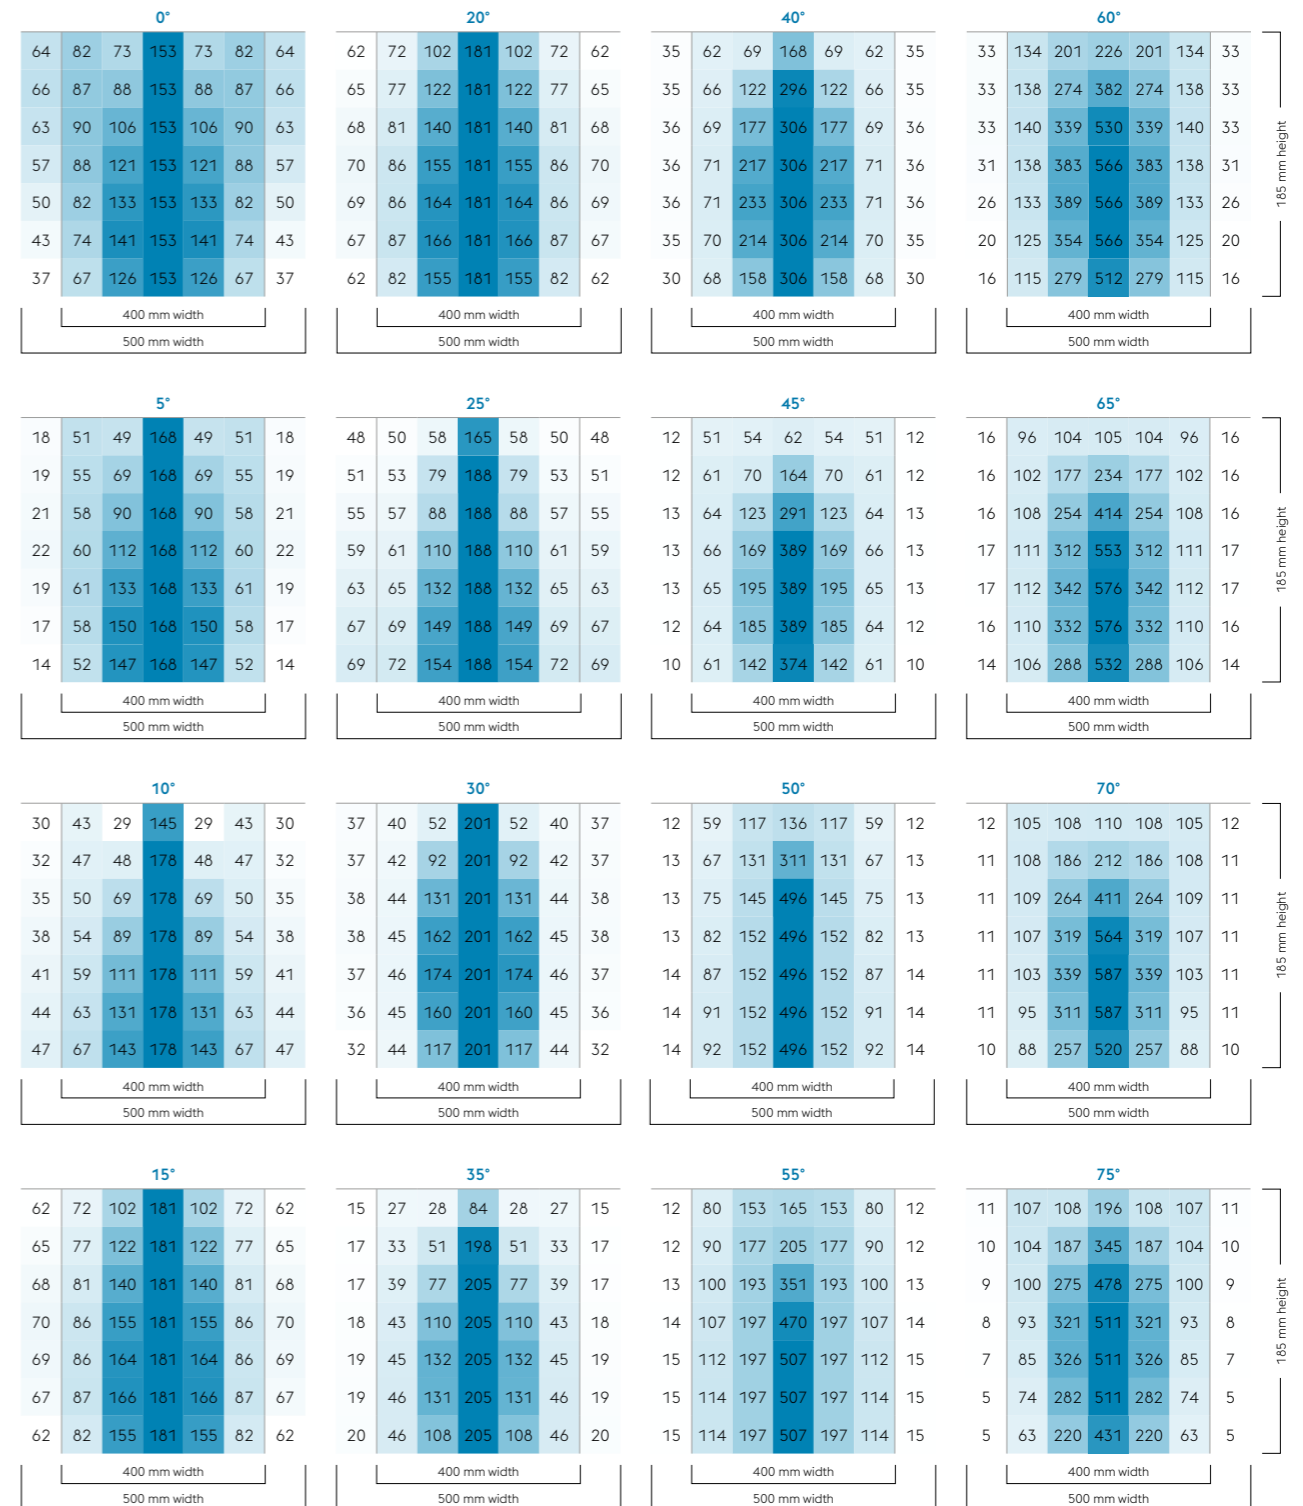 0° 20° 40° 60°
64 82 73 153 73 82 64 62 72 102 181 102 72 62 35 62 69 168 69 62 35 33 134 201 226 201 134 33
66 87 88 153 88 87 66 65 77 122 181 122 77 65 35 66 122 296 122 66 35 33 138 274 382 274 138 33
63 90 106 153 106 90 63 68 81 140 181 140 81 68 36 69 177 306 177 69 36 33 140 339 530 339 140 33
57 88 121 153 121 88 57 70 86 155 181 155 86 70 36 71 217 306 217 71 36 31 138 383 566 383 138 31
50 82 133 153 133 82 50 69 86 164 181 164 86 69 36 71 233 306 233 71 36 26 133 389 566 389 133 26
43 74 141 153 141 74 43 67 87 166 181 166 87 67 35 70 214 306 214 70 35 20 125 354 566 354 125 20
37 67 126 153 126 67 37 62 82 155 181 155 82 62 30 68 158 306 158 68 30 16 115 279 512 279 115 16
185 mm height
400 mm width 400 mm width 400 mm width 400 mm width
500 mm width 500 mm width 500 mm width 500 mm width
5° 25° 45° 65°
18 51 49 168 49 51 18 48 50 58 165 58 50 48 12 51 54 62 54 51 12 16 96 104 105 104 96 16
19 55 69 168 69 55 19 51 53 79 188 79 53 51 12 61 70 164 70 61 12 16 102 177 234 177 102 16
21 58 90 168 90 58 21 55 57 88 188 88 57 55 13 64 123 291 123 64 13 16 108 254 414 254 108 16
22 60 112 168 112 60 22 59 61 110 188 110 61 59 13 66 169 389 169 66 13 17 111 312 553 312 111 17
19 61 133 168 133 61 19 63 65 132 188 132 65 63 13 65 195 389 195 65 13 17 112 342 576 342 112 17
17 58 150 168 150 58 17 67 69 149 188 149 69 67 12 64 185 389 185 64 12 16 110 332 576 332 110 16
14 52 147 168 147 52 14 69 72 154 188 154 72 69 10 61 142 374 142 61 10 14 106 288 532 288 106 14
185 mm height
400 mm width 400 mm width 400 mm width 400 mm width
500 mm width 500 mm width 500 mm width 500 mm width
10° 30° 50° 70°
30 43 29 145 29 43 30 37 40 52 201 52 40 37 12 59 117 136 117 59 12 12 105 108 110 108 105 12
32 47 48 178 48 47 32 37 42 92 201 92 42 37 13 67 131 311 131 67 13 11 108 186 212 186 108 11
35 50 69 178 69 50 35 38 44 131 201 131 44 38 13 75 145 496 145 75 13 11 109 264 411 264 109 11
38 54 89 178 89 54 38 38 45 162 201 162 45 38 13 82 152 496 152 82 13 11 107 319 564 319 107 11
41 59 111 178 111 59 41 37 46 174 201 174 46 37 14 87 152 496 152 87 14 11 103 339 587 339 103 11
44 63 131 178 131 63 44 36 45 160 201 160 45 36 14 91 152 496 152 91 14 11 95 311 587 311 95 11
47 67 143 178 143 67 47 32 44 117 201 117 44 32 14 92 152 496 152 92 14 10 88 257 520 257 88 10
185 mm height
400 mm width 400 mm width 400 mm width 400 mm width
500 mm width 500 mm width 500 mm width 500 mm width
15° 35° 55° 75°
62 72 102 181 102 72 62 15 27 28 84 28 27 15 12 80 153 165 153 80 12 11 107 108 196 108 107 11
65 77 122 181 122 77 65 17 33 51 198 51 33 17 12 90 177 205 177 90 12 10 104 187 345 187 104 10
68 81 140 181 140 81 68 17 39 77 205 77 39 17 13 100 193 351 193 100 13 9 100 275 478 275 100 9
70 86 155 181 155 86 70 18 43 110 205 110 43 18 14 107 197 470 197 107 14 8 93 321 511 321 93 8
69 86 164 181 164 86 69 19 45 132 205 132 45 19 15 112 197 507 197 112 15 7 85 326 511 326 85 7
67 87 166 181 166 87 67 19 46 131 205 131 46 19 15 114 197 507 197 114 15 5 74 282 511 282 74 5
62 82 155 181 155 82 62 20 46 108 205 108 46 20 15 114 197 507 197 114 15 5 63 220 431 220 63 5
185 mm height
400 mm width 400 mm width 400 mm width 400 mm width
500 mm width 500 mm width 500 mm width 500 mm width